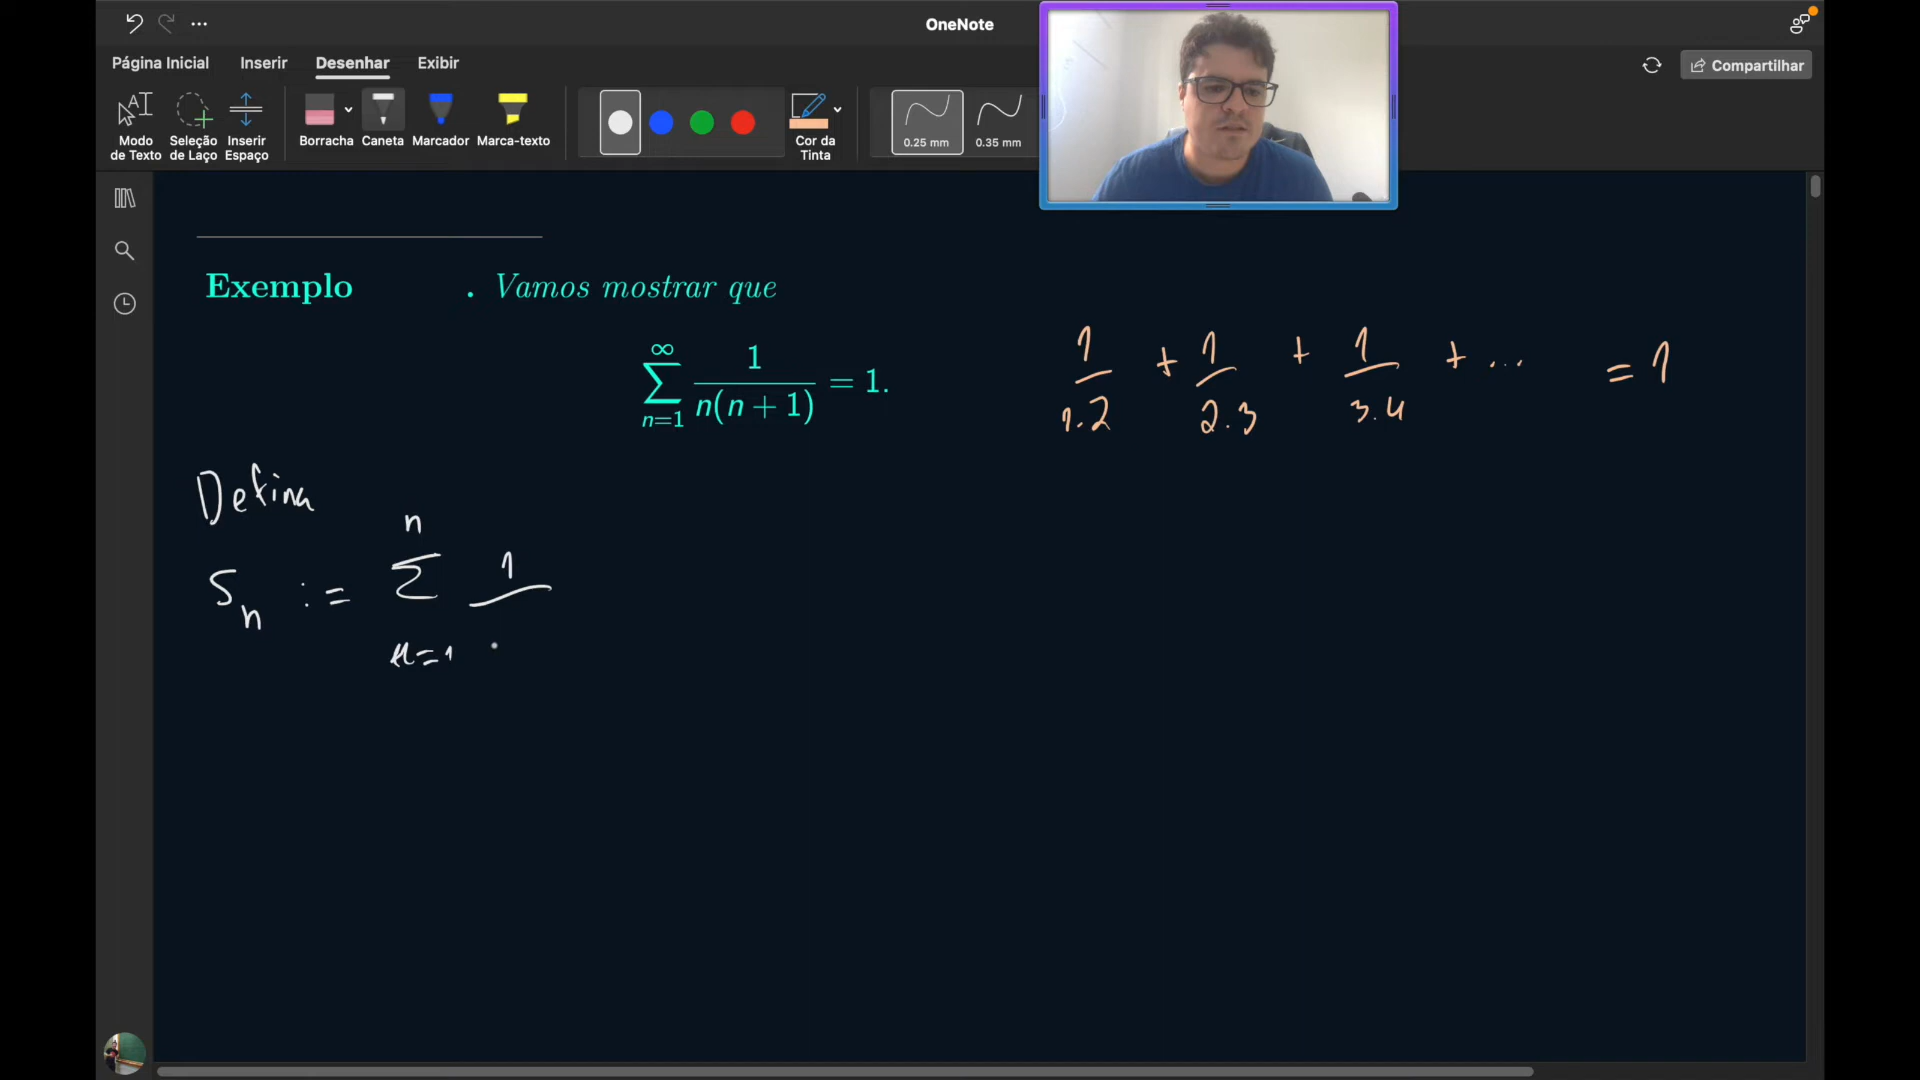 OneNote
Página Inicial Inserir Desenhar Exibir
Compartilhar
Modo de Texto
Seleção de Laço
Inserir Espaço
Borracha Caneta Marcador Marca-texto
Cor da Tinta
0.25 mm 0.35 mm
Exemplo . Vamos mostrar que
∑_{n=1}^{∞} 1/(n(n + 1)) = 1.
1/(1.2) + 1/(2.3) + 1/(3.4) + ... = 1
Defina
S_n := ∑^{n} 1
=1